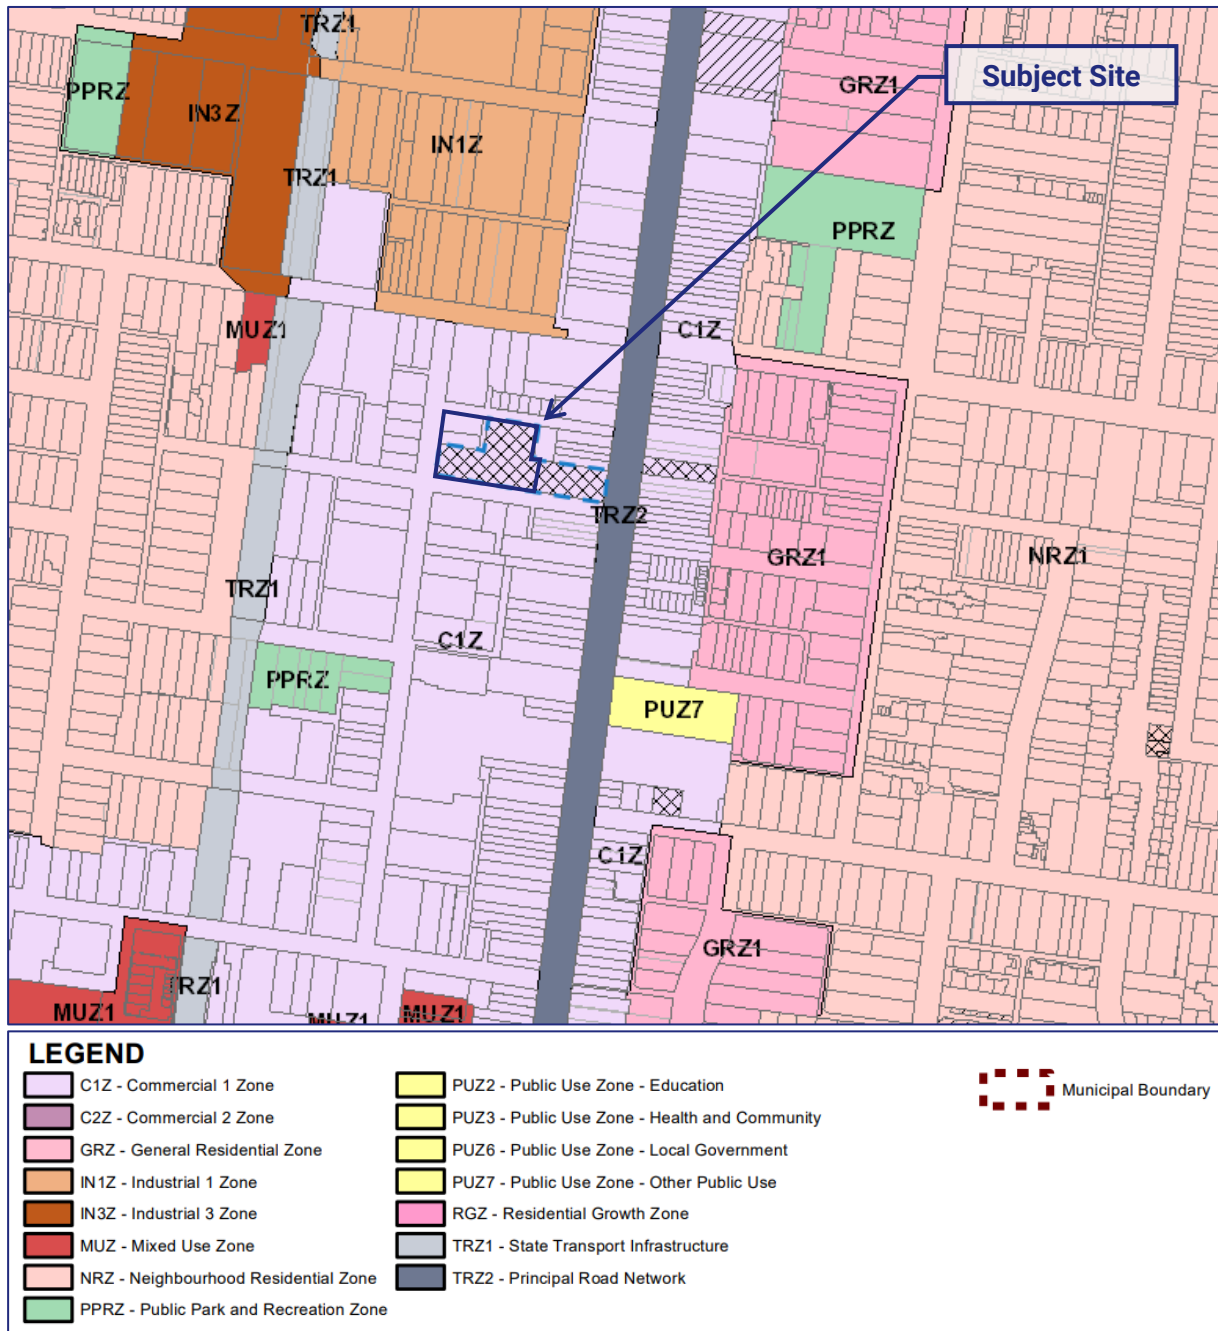 TRZ1
Subject Site
GRZ1
PPRZ
IN3Z
IN1Z
TRZ1
PPRZ
MUZ1
C1Z
TRZ2
GRZ1
NRZ1
TRZ1
C1Z
PPRZ
PUZ7
C1Z
GRZ1
TRZ1
MUZ1
MUZ1
MUZ1
LEGEND
C1Z - Commercial 1 Zone
C2Z - Commercial 2 Zone
GRZ - General Residential Zone
IN1Z - Industrial 1 Zone
IN3Z - Industrial 3 Zone
MUZ - Mixed Use Zone
NRZ - Neighbourhood Residential Zone
PPRZ - Public Park and Recreation Zone
PUZ2 - Public Use Zone - Education
PUZ3 - Public Use Zone - Health and Community
PUZ6 - Public Use Zone - Local Government
PUZ7 - Public Use Zone - Other Public Use
RGZ - Residential Growth Zone
TRZ1 - State Transport Infrastructure
TRZ2 - Principal Road Network
Municipal Boundary